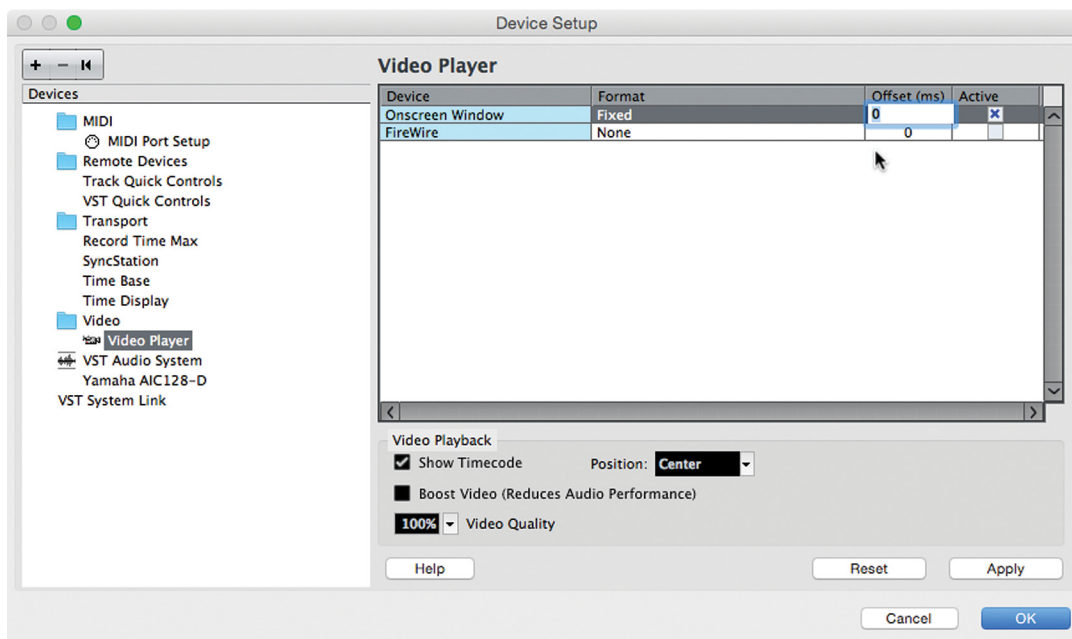 Device Setup
+ −
Devices
MIDI
MIDI Port Setup
Remote Devices
Track Quick Controls
VST Quick Controls
Transport
Record Time Max
SyncStation
Time Base
Time Display
Video
Video Player
VST Audio System
Yamaha AIC128-D
VST System Link
Video Player
Device Format Offset (ms) Active
Onscreen Window Fixed 0
FireWire None 0
Video Playback
Show Timecode Position: Center
Boost Video (Reduces Audio Performance)
100% Video Quality
Help Reset Apply
Cancel OK